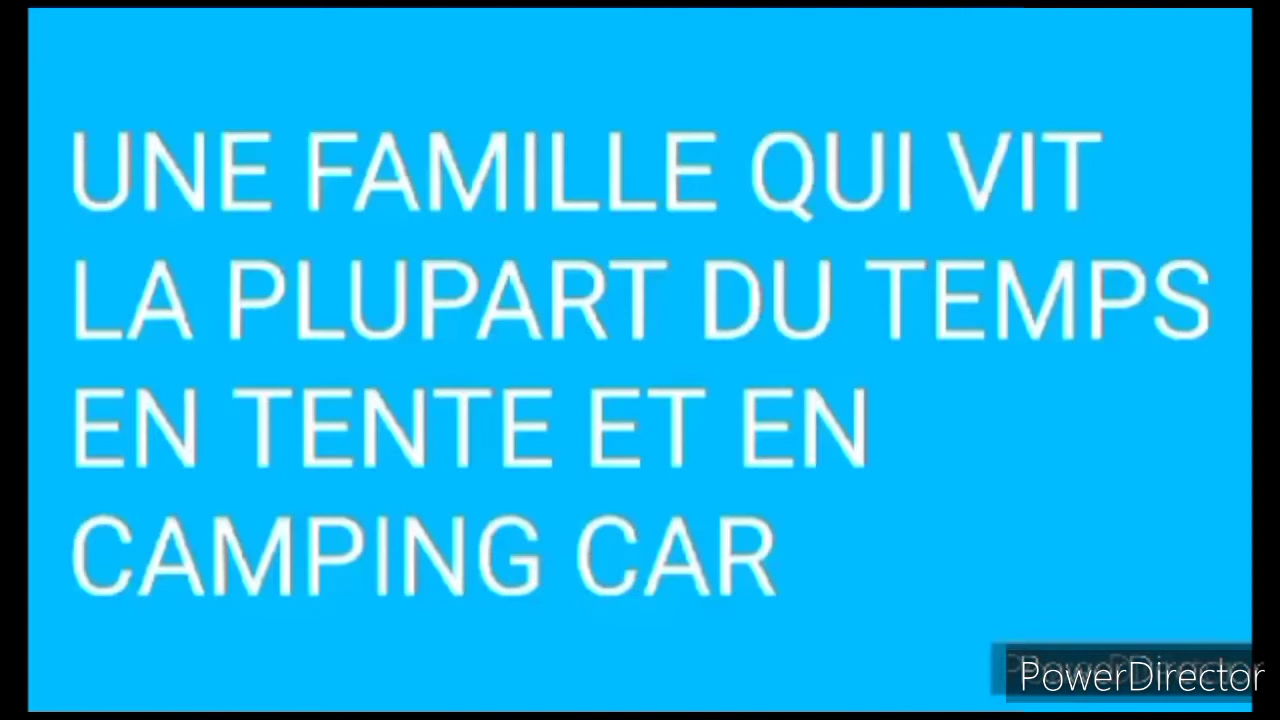 UNE FAMILLE QUI VIT
LA PLUPART DU TEMPS
EN TENTE ET EN
CAMPING CAR
PowerDirector